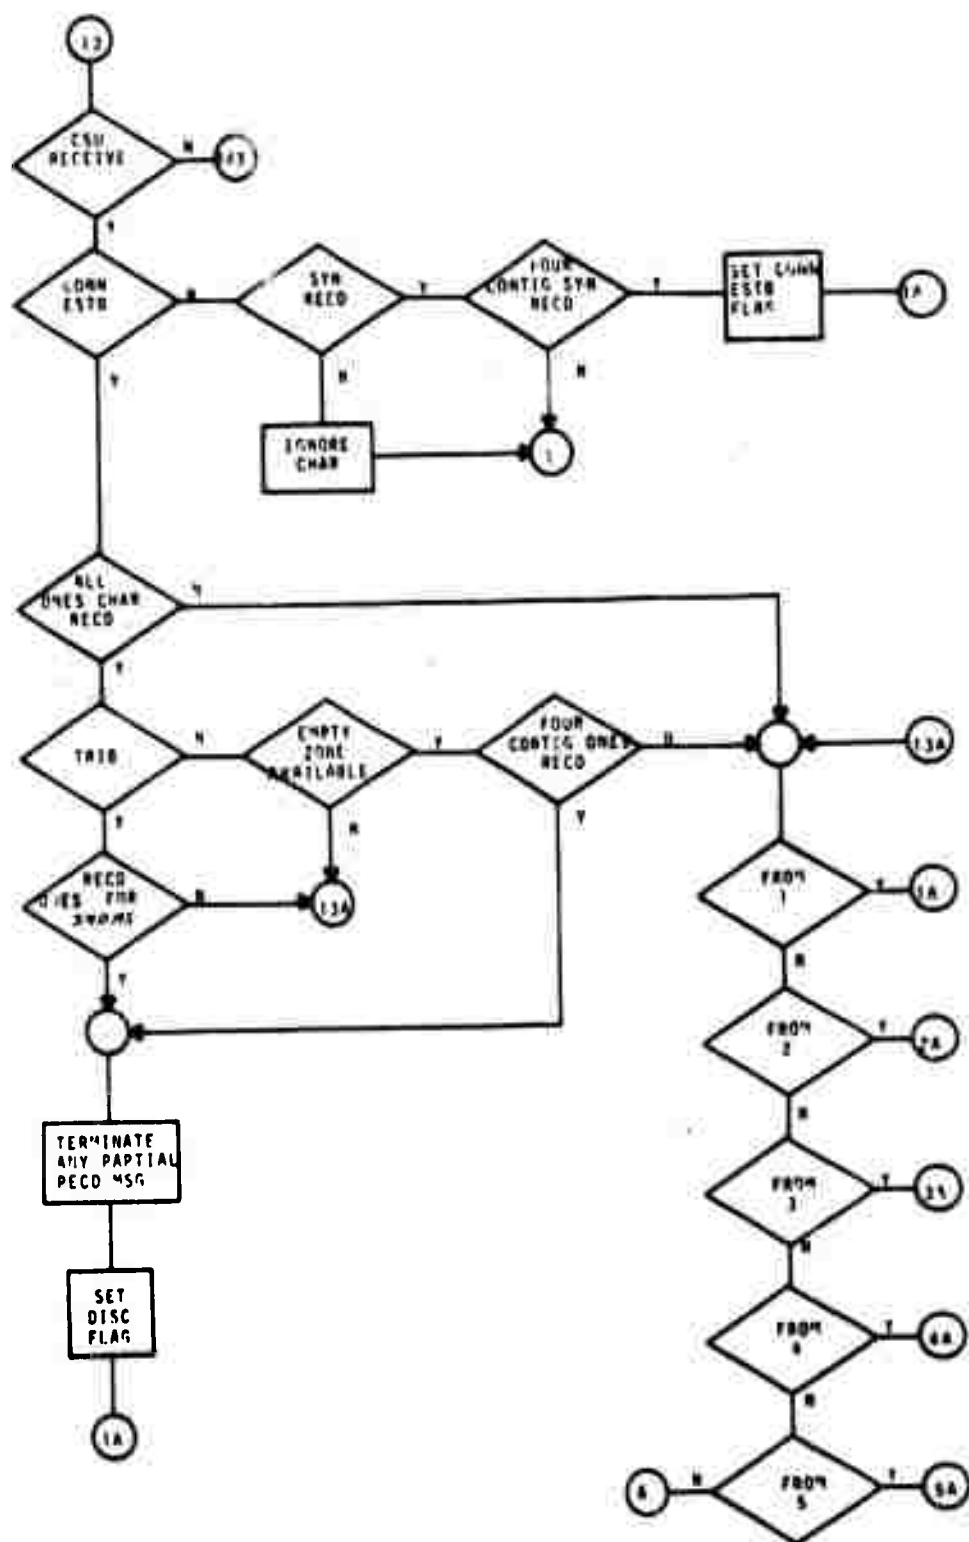 12
CSU
RECEIVE
N
Y
CONN
ESTB
N
SYN
RECD
Y
FOUR
CONTIG SYN
RECD
Y
SET CONN
ESTB
FLAG
1A
Y
N
N
IGNORE
CHAR
1
ALL
ONES CHAR
RECD
N
Y
TRIB
N
EMPTY
ZONE
AVAILABLE
Y
FOUR
CONTIG ONES
RECD
13A
Y
N
Y
RECD
ONES FOR
N
13A
FROM
1
Y
1A
Y
N
FROM
2
Y
2A
N
TERMINATE
ANY PARTIAL
RECD MSG
FROM
3
Y
N
SET
DISC
FLAG
FROM
4
Y
4A
N
1A
6
N
FROM
5
Y
5A